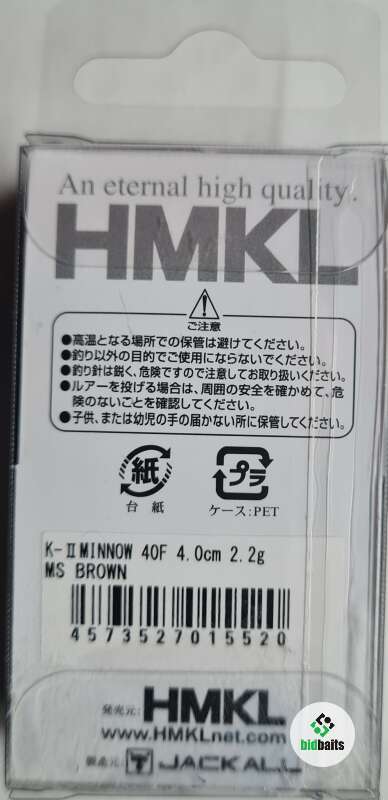 An eternal high quality.
HMKL
ご注意
●高温となる場所での保管は避けてください。
●釣り以外の目的でご使用にならないでください。
●釣り針は鋭く、危険ですので注意してお取り扱いください。
●ルアーを投げる場合は、周囲の安全を確かめて、危
険のないことを確認してください。
●子供、または幼児の手の届かない所に保管してください。
紙 プラ
台紙 ケース:PET
K-ⅡMINNOW 40F 4.0cm 2.2g
MS BROWN
4573527015520
発売元: HMKL
www.HMKLnet.com
製造元: JACKALL
bidbaits